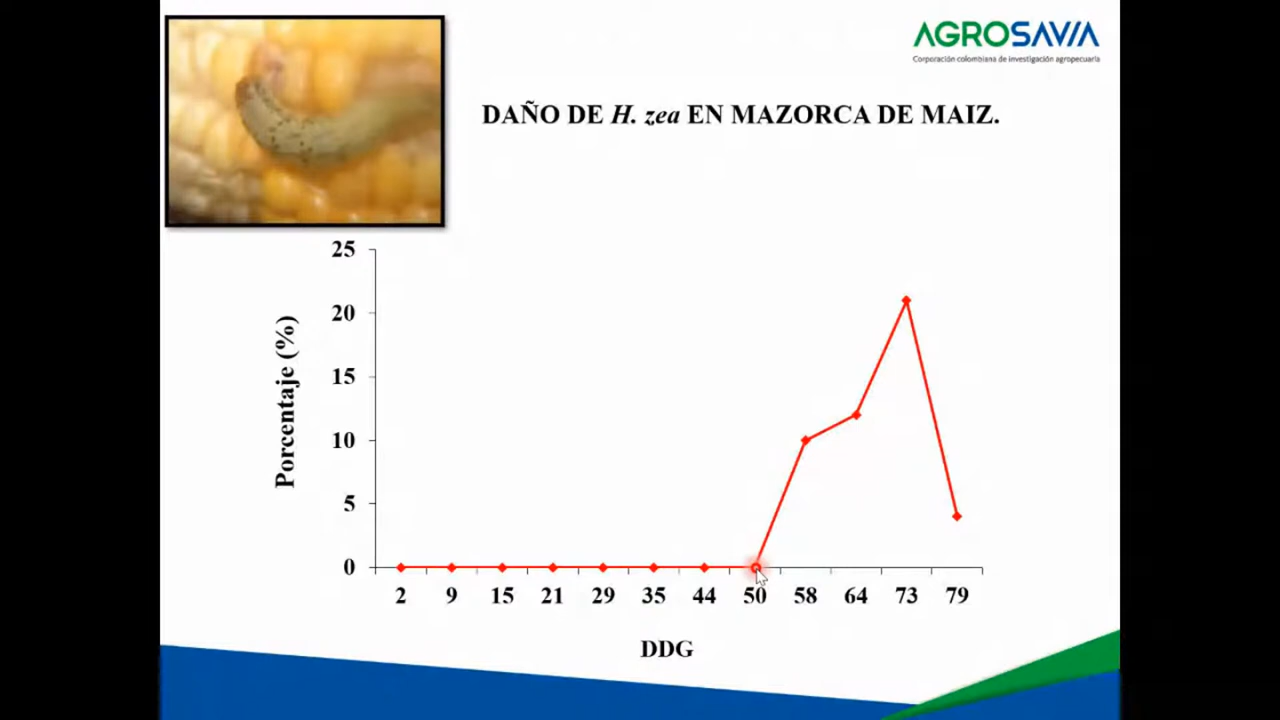 AGROSAVIA
Corporación colombiana de investigación agropecuaria
DAÑO DE H. zea EN MAZORCA DE MAIZ.
Porcentaje (%)
25
20
15
10
5
0
2 9 15 21 29 35 44 50 58 64 73 79
DDG